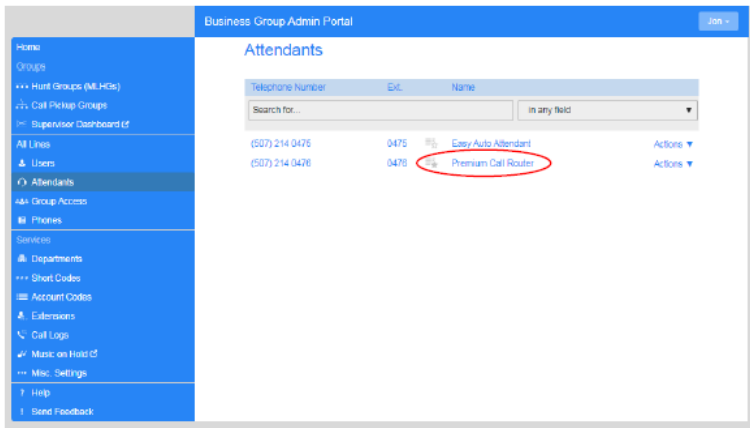 Business Group Admin Portal
Jon
Home
Groups
Hunt Groups (MLHGs)
Call Pickup Groups
Supervisor Dashboard
All Lines
Users
Attendants
Group Access
Phones
Services
Departments
Short Codes
Account Codes
Extensions
Call Logs
Music on Hold
Misc. Settings
? Help
! Send Feedback
Attendants
Telephone Number Ext. Name
Search for... in any field
(507) 214 0475 0475 Easy Auto Attendant Actions
(507) 214 0476 0476 Premium Call Router Actions